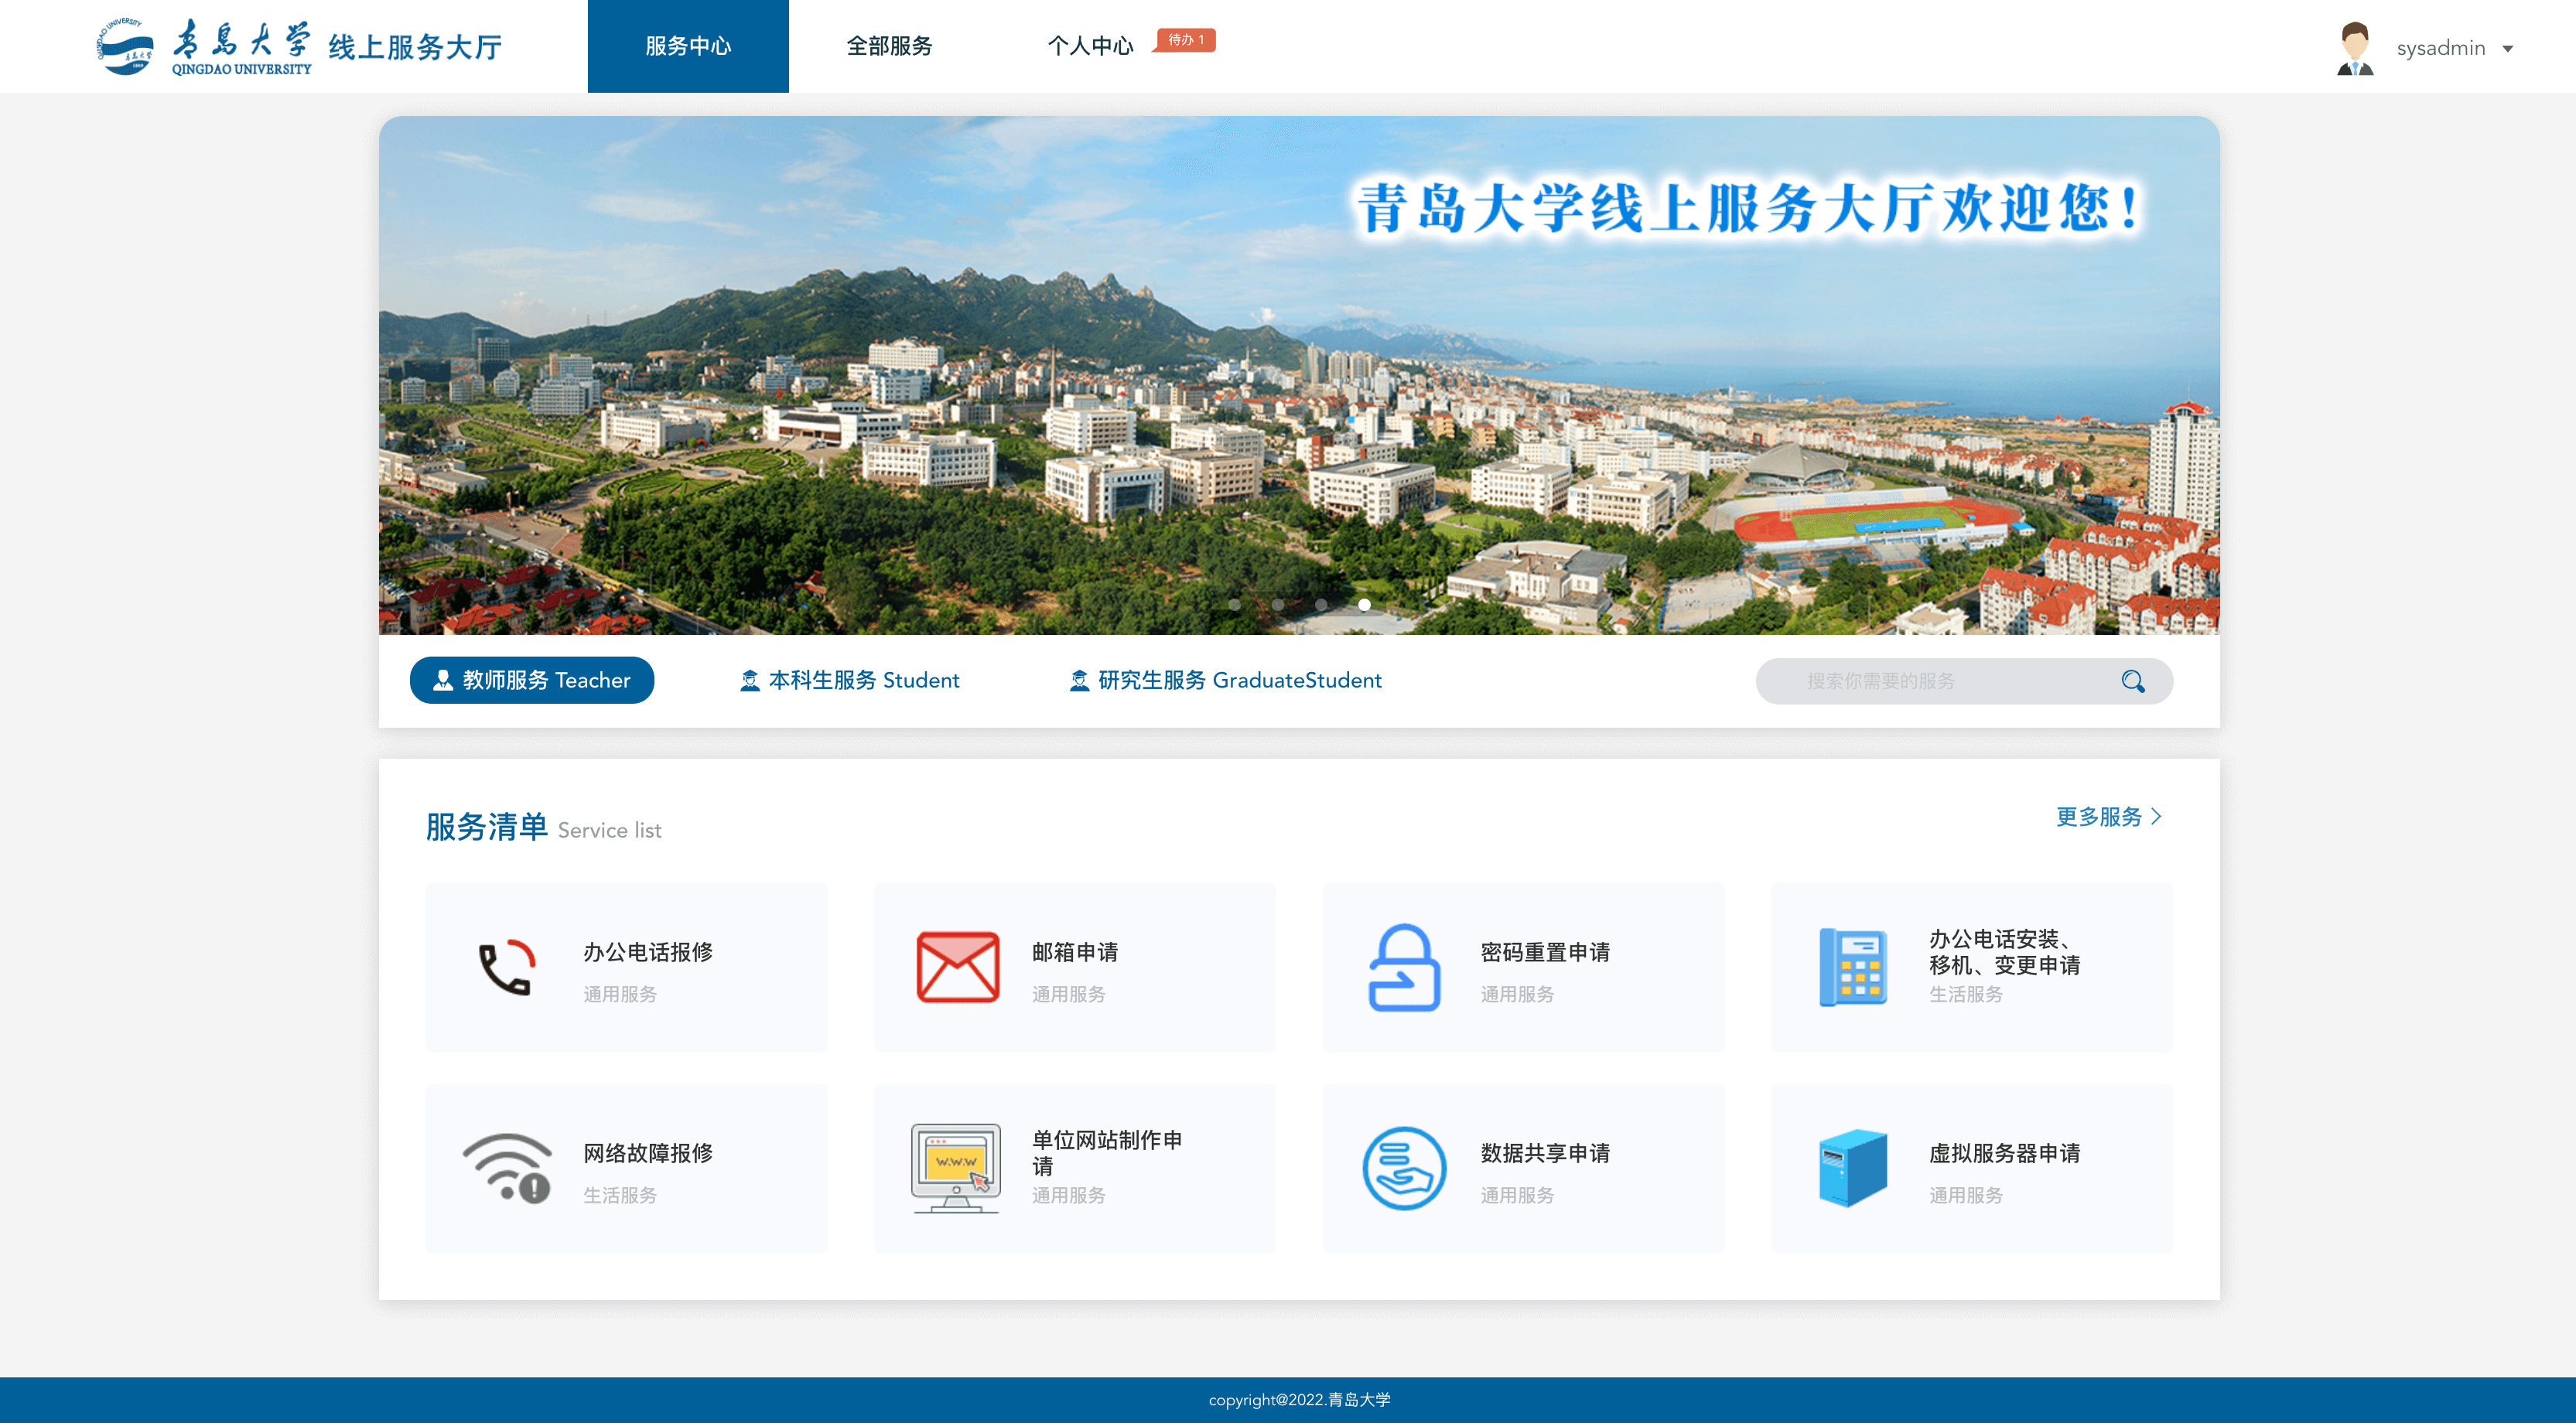 QINGDAO UNIVERSITY
青岛大学
QINGDAO UNIVERSITY
线上服务大厅
服务中心
全部服务
个人中心
待办 1
sysadmin
青岛大学线上服务大厅欢迎您!
教师服务 Teacher
本科生服务 Student
研究生服务 GraduateStudent
搜索你需要的服务
服务清单 Service list
更多服务
办公电话报修
通用服务
邮箱申请
通用服务
密码重置申请
通用服务
办公电话安装、
移机、变更申请
生活服务
网络故障报修
生活服务
www
单位网站制作申
请
通用服务
数据共享申请
通用服务
虚拟服务器申请
通用服务
copyright@2022.青岛大学